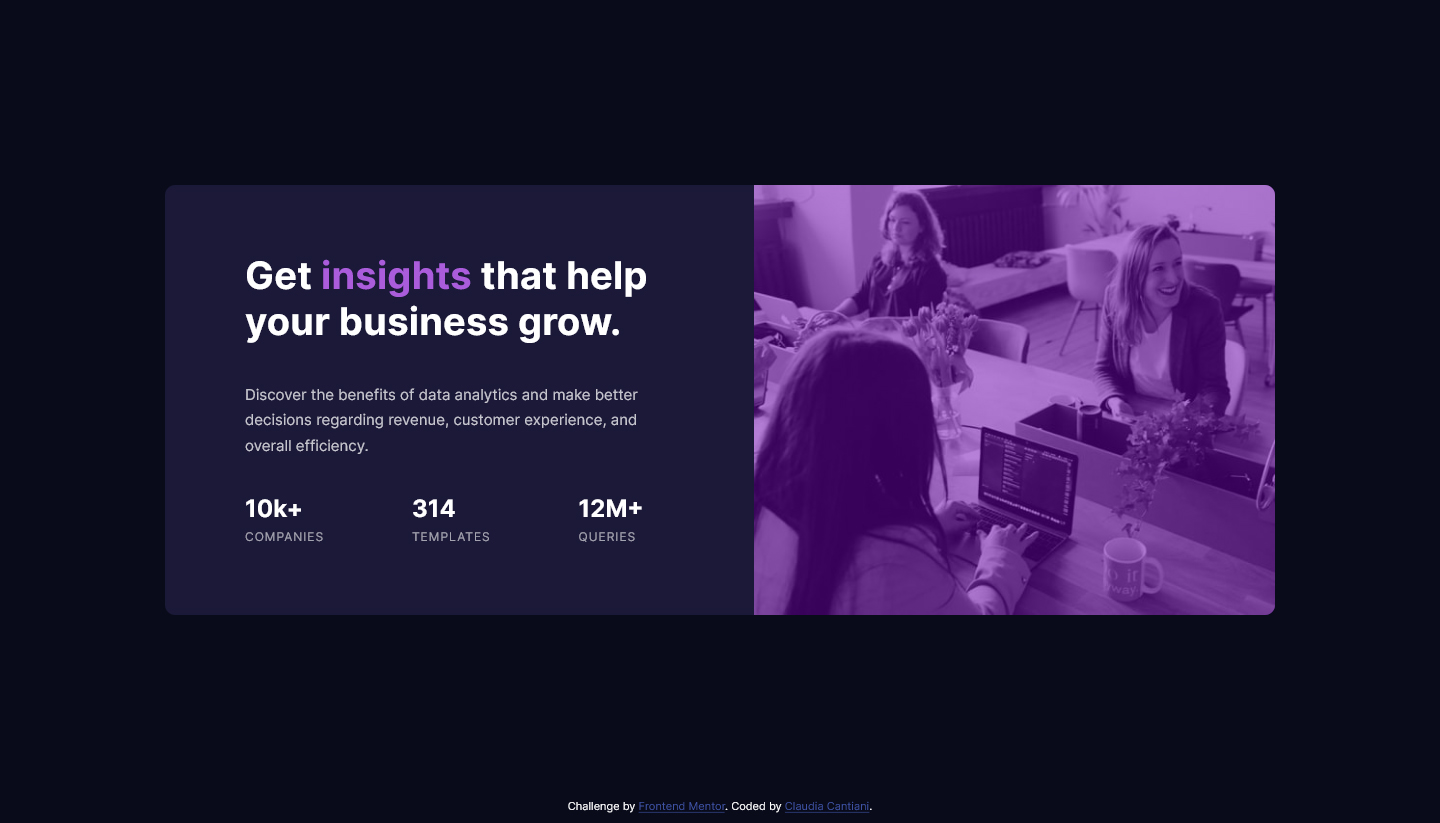 Get insights that help
your business grow.
Discover the benefits of data analytics and make better
decisions regarding revenue, customer experience, and
overall efficiency.
10k+ 314 12M+
COMPANIES TEMPLATES QUERIES
Challenge by Frontend Mentor. Coded by Claudia Cantiani.